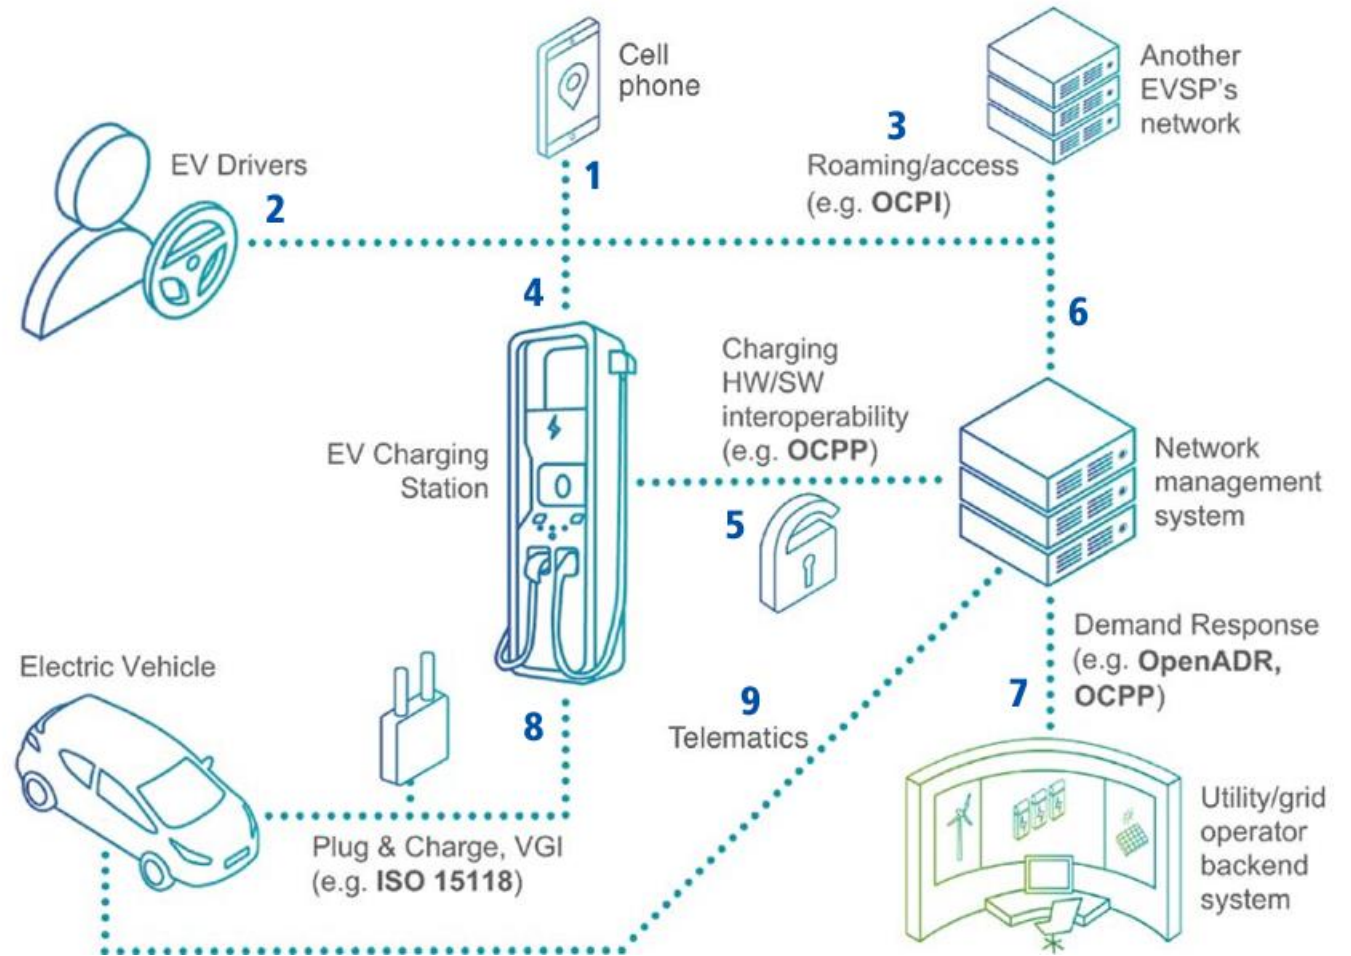 Cell
phone
Another
EVSP's
network
3
Roaming/access
(e.g. OCPI)
1
EV Drivers
2
4
6
Charging
HW/SW
interoperability
(e.g. OCPP)
EV Charging
Station
Network
management
system
5
Demand Response
(e.g. OpenADR,
OCPP)
7
Electric Vehicle
8
9
Telematics
Plug & Charge, VGI
(e.g. ISO 15118)
Utility/grid
operator
backend
system